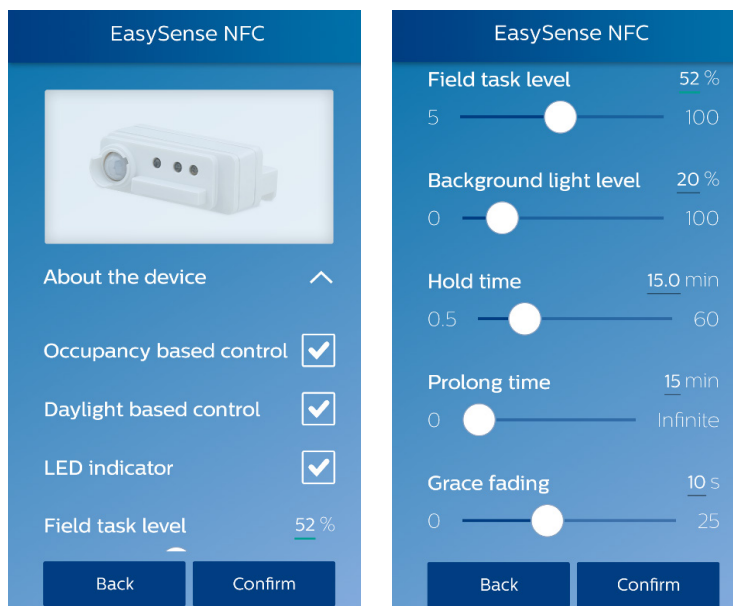 EasySense NFC
About the device
Occupancy based control
Daylight based control
LED indicator
Field task level 52 %
Back Confirm
EasySense NFC
Field task level 52 %
5 100
Background light level 20 %
0 100
Hold time 15.0 min
0.5 60
Prolong time 15 min
0 Infinite
Grace fading 10 s
0 25
Back Confirm